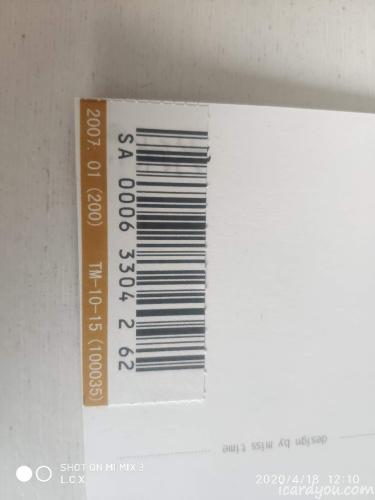 2007. 01 (200) TM-10-15 (100035)
SA 0006 3304 2 62
design by miss time
SHOT ON MI MIX 3
L.C.X
2020/4/18 12:10
icardyou.com